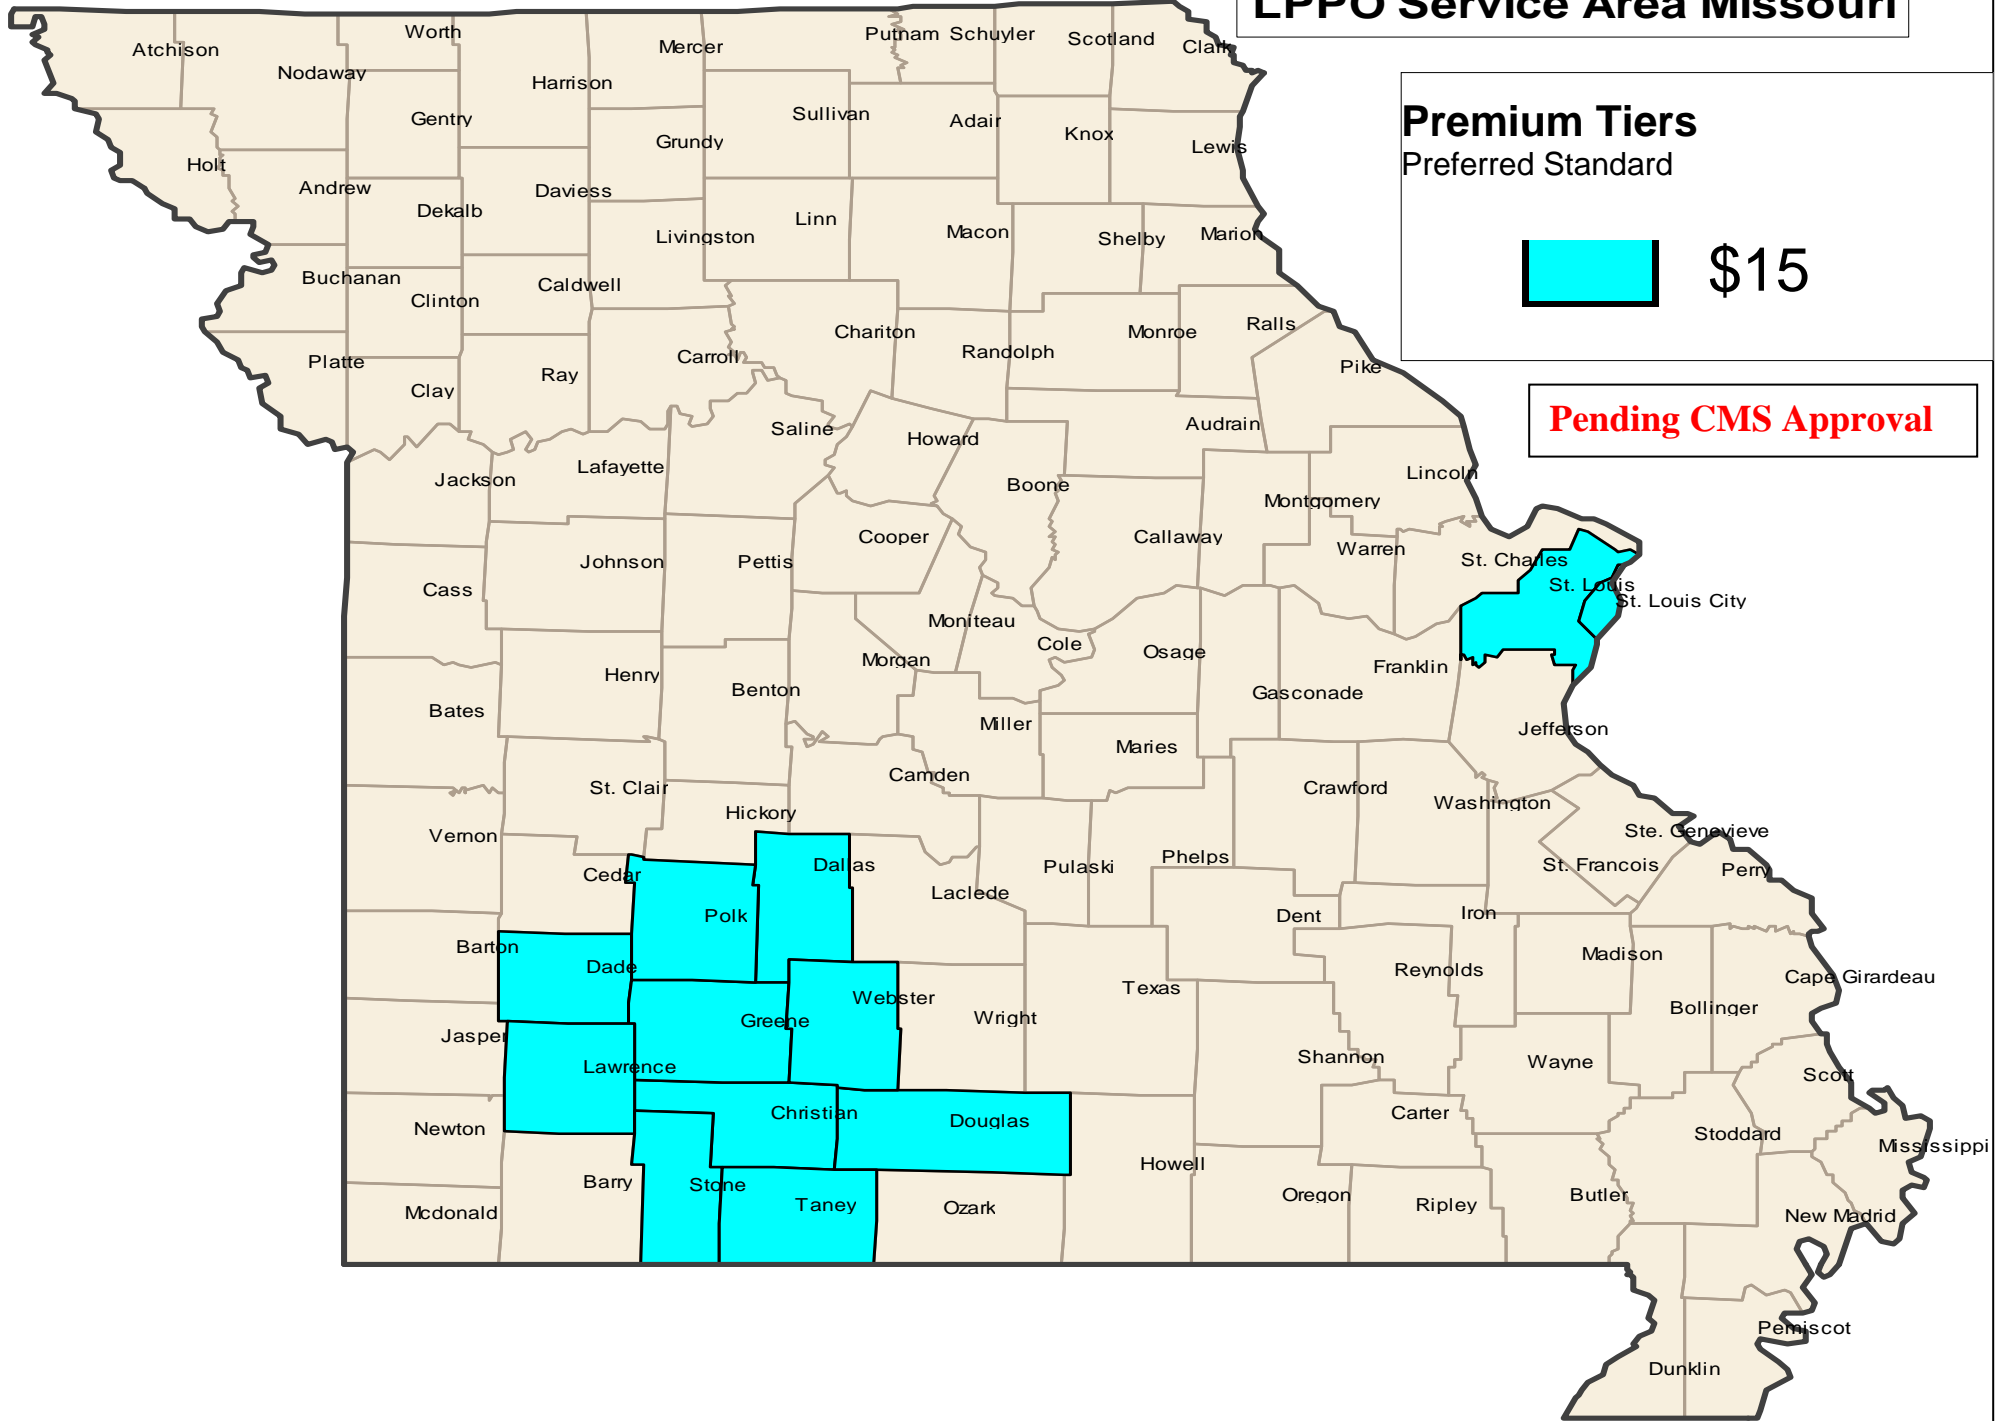 LPPO Service Area Missouri
Premium Tiers
Preferred Standard
$15
Pending CMS Approval
Atchison
Nodaway
Worth
Harrison
Mercer
Putnam
Schuyler
Scotland
Clark
Gentry
Sullivan
Adair
Knox
Lewis
Grundy
Holt
Andrew
Dekalb
Daviess
Linn
Macon
Shelby
Marion
Livingston
Buchanan
Clinton
Caldwell
Chariton
Randolph
Monroe
Ralls
Pike
Platte
Clay
Ray
Carroll
Saline
Howard
Audrain
Jackson
Lafayette
Boone
Lincoln
Montgomery
Callaway
Cooper
Warren
St. Charles
St. Louis
St. Louis City
Cass
Johnson
Pettis
Moniteau
Cole
Osage
Morgan
Franklin
Gasconade
Henry
Benton
Bates
Miller
Maries
Jefferson
Camden
Crawford
Washington
St. Clair
Hickory
Vernon
Ste. Genevieve
St. Francois
Perry
Cedar
Dallas
Laclede
Pulaski
Phelps
Polk
Dent
Iron
Madison
Barton
Dade
Reynolds
Cape Girardeau
Bollinger
Webster
Texas
Greene
Wright
Jasper
Lawrence
Shannon
Wayne
Scott
Newton
Christian
Douglas
Carter
Stoddard
Mississippi
Howell
Barry
Stone
Taney
Ozark
Oregon
Ripley
Butler
Mcdonald
New Madrid
Pemiscot
Dunklin